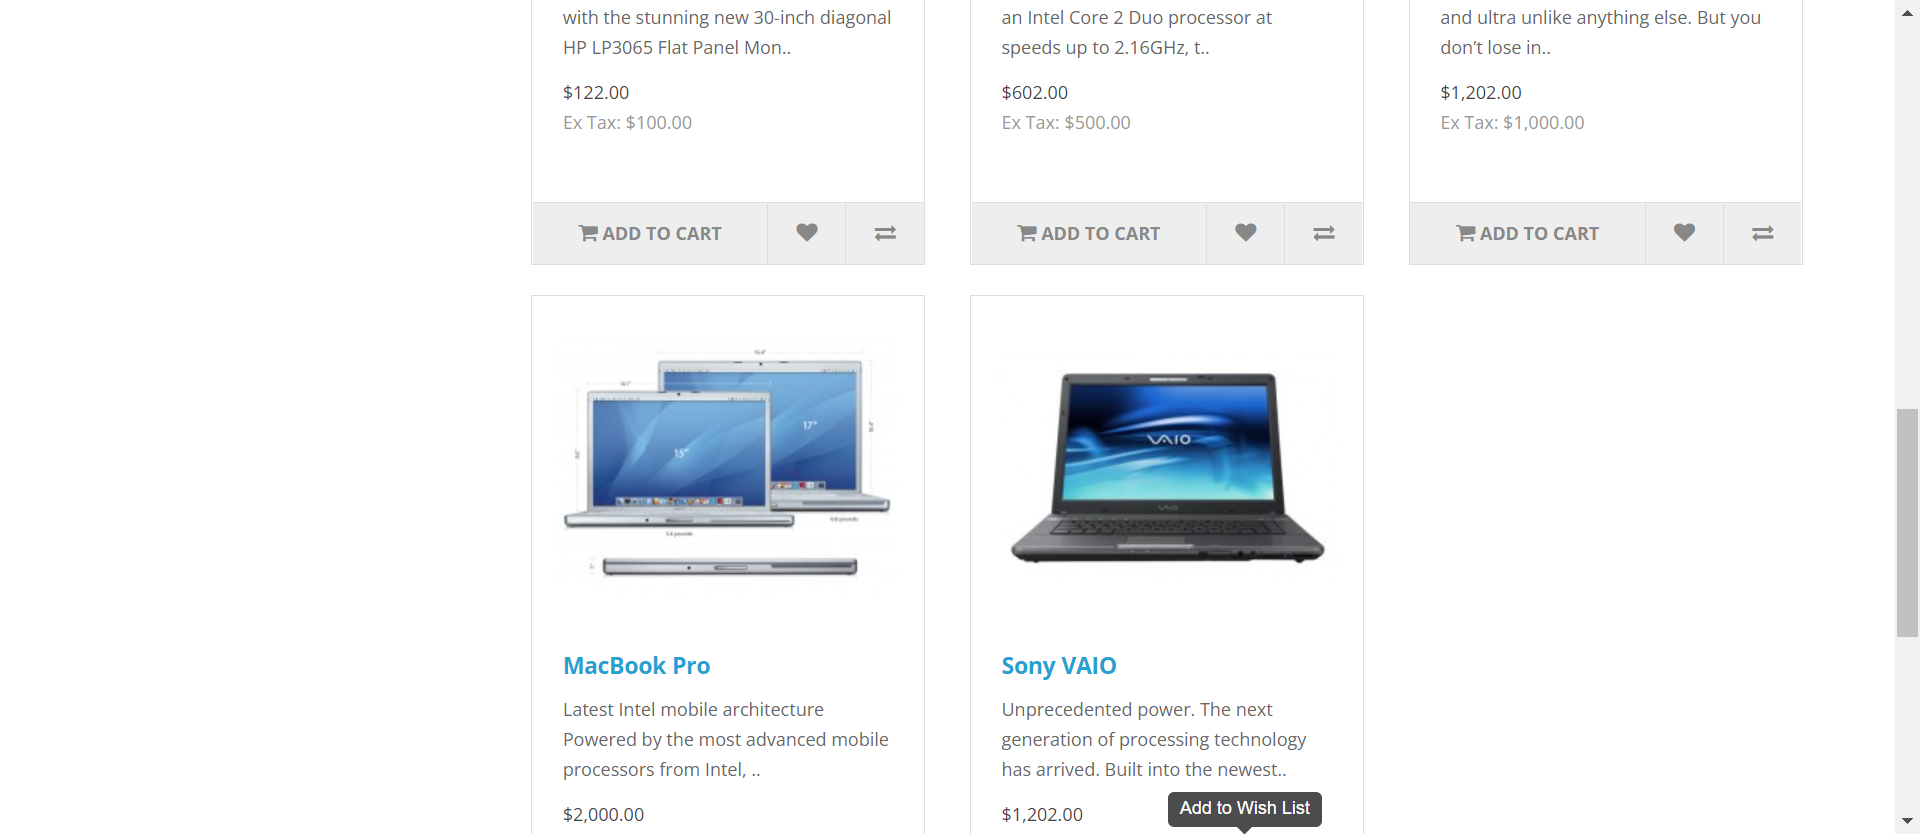 with the stunning new 30-inch diagonal
HP LP3065 Flat Panel Mon..
$122.00
Ex Tax: $100.00
ADD TO CART
an Intel Core 2 Duo processor at
speeds up to 2.16GHz, t..
$602.00
Ex Tax: $500.00
ADD TO CART
and ultra unlike anything else. But you
don’t lose in..
$1,202.00
Ex Tax: $1,000.00
ADD TO CART
17"
15"
MacBook Pro
Latest Intel mobile architecture
Powered by the most advanced mobile
processors from Intel, ..
$2,000.00
VAIO
VAIO
Sony VAIO
Unprecedented power. The next
generation of processing technology
has arrived. Built into the newest..
$1,202.00
Add to Wish List